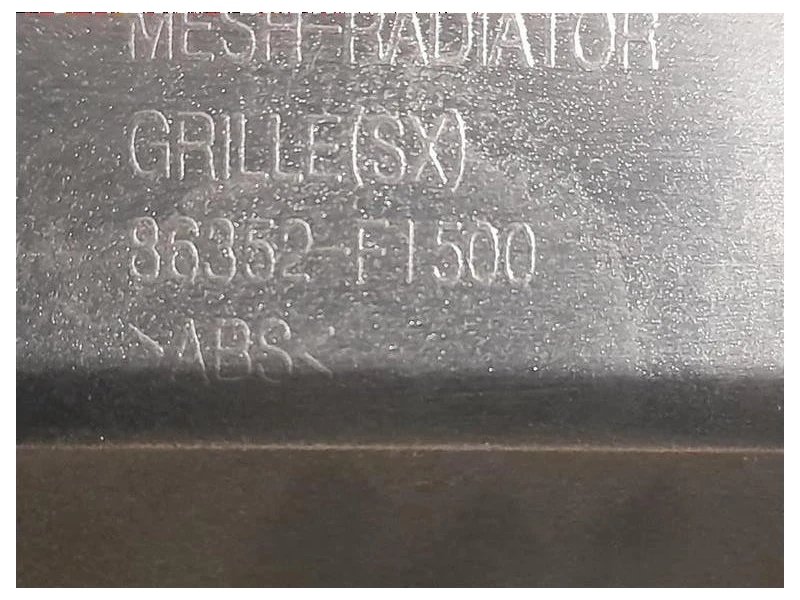 MESH-RADIATOR
GRILLE(SX)
86352-F1500
>ABS<